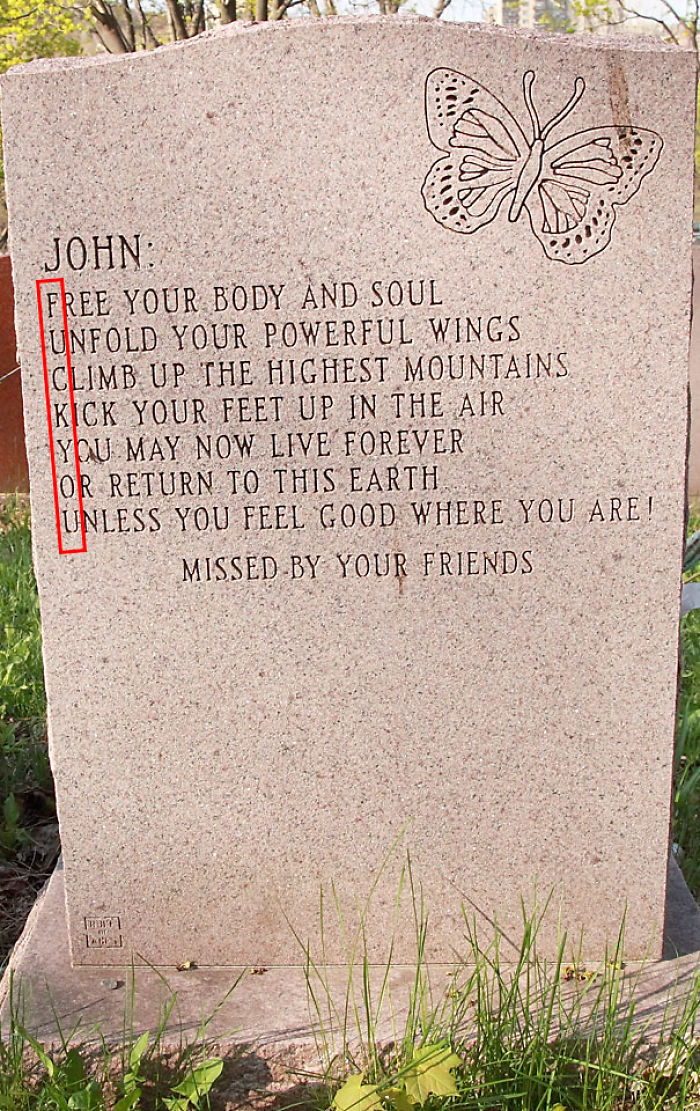 JOHN:
FREE YOUR BODY AND SOUL
UNFOLD YOUR POWERFUL WINGS
CLIMB UP THE HIGHEST MOUNTAINS
KICK YOUR FEET UP IN THE AIR
YOU MAY NOW LIVE FOREVER
OR RETURN TO THIS EARTH
UNLESS YOU FEEL GOOD WHERE YOU ARE!
MISSED BY YOUR FRIENDS